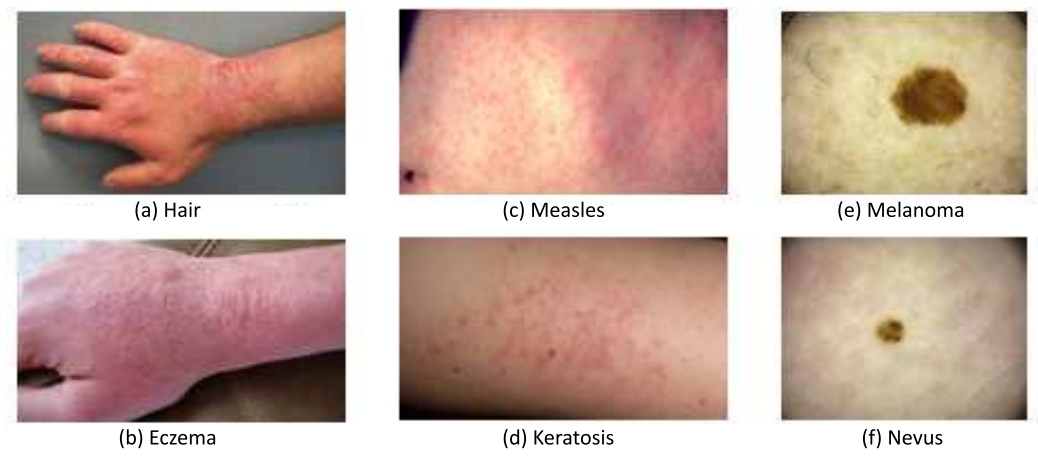 (a) Hair
(c) Measles
(e) Melanoma
(b) Eczema
(d) Keratosis
(f) Nevus